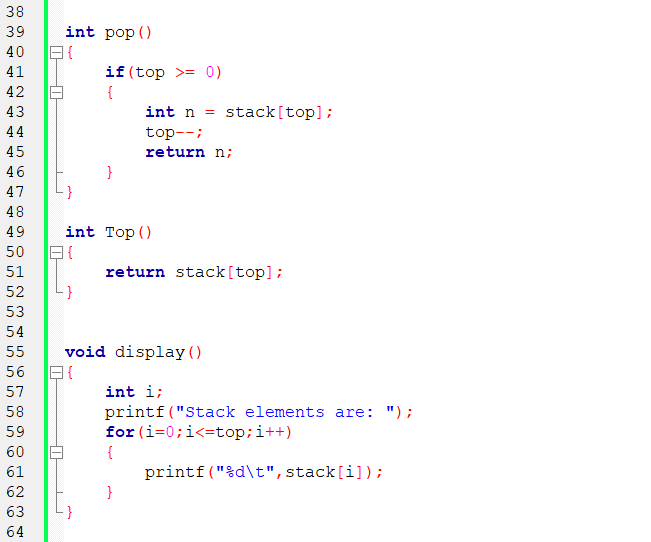 38
39 int pop()
40 {
41     if(top >= 0)
42     {
43         int n = stack[top];
44         top--;
45         return n;
46     }
47 }
48
49 int Top()
50 {
51     return stack[top];
52 }
53
54
55 void display()
56 {
57     int i;
58     printf("Stack elements are: ");
59     for(i=0;i<=top;i++)
60     {
61         printf("%d\t",stack[i]);
62     }
63 }
64